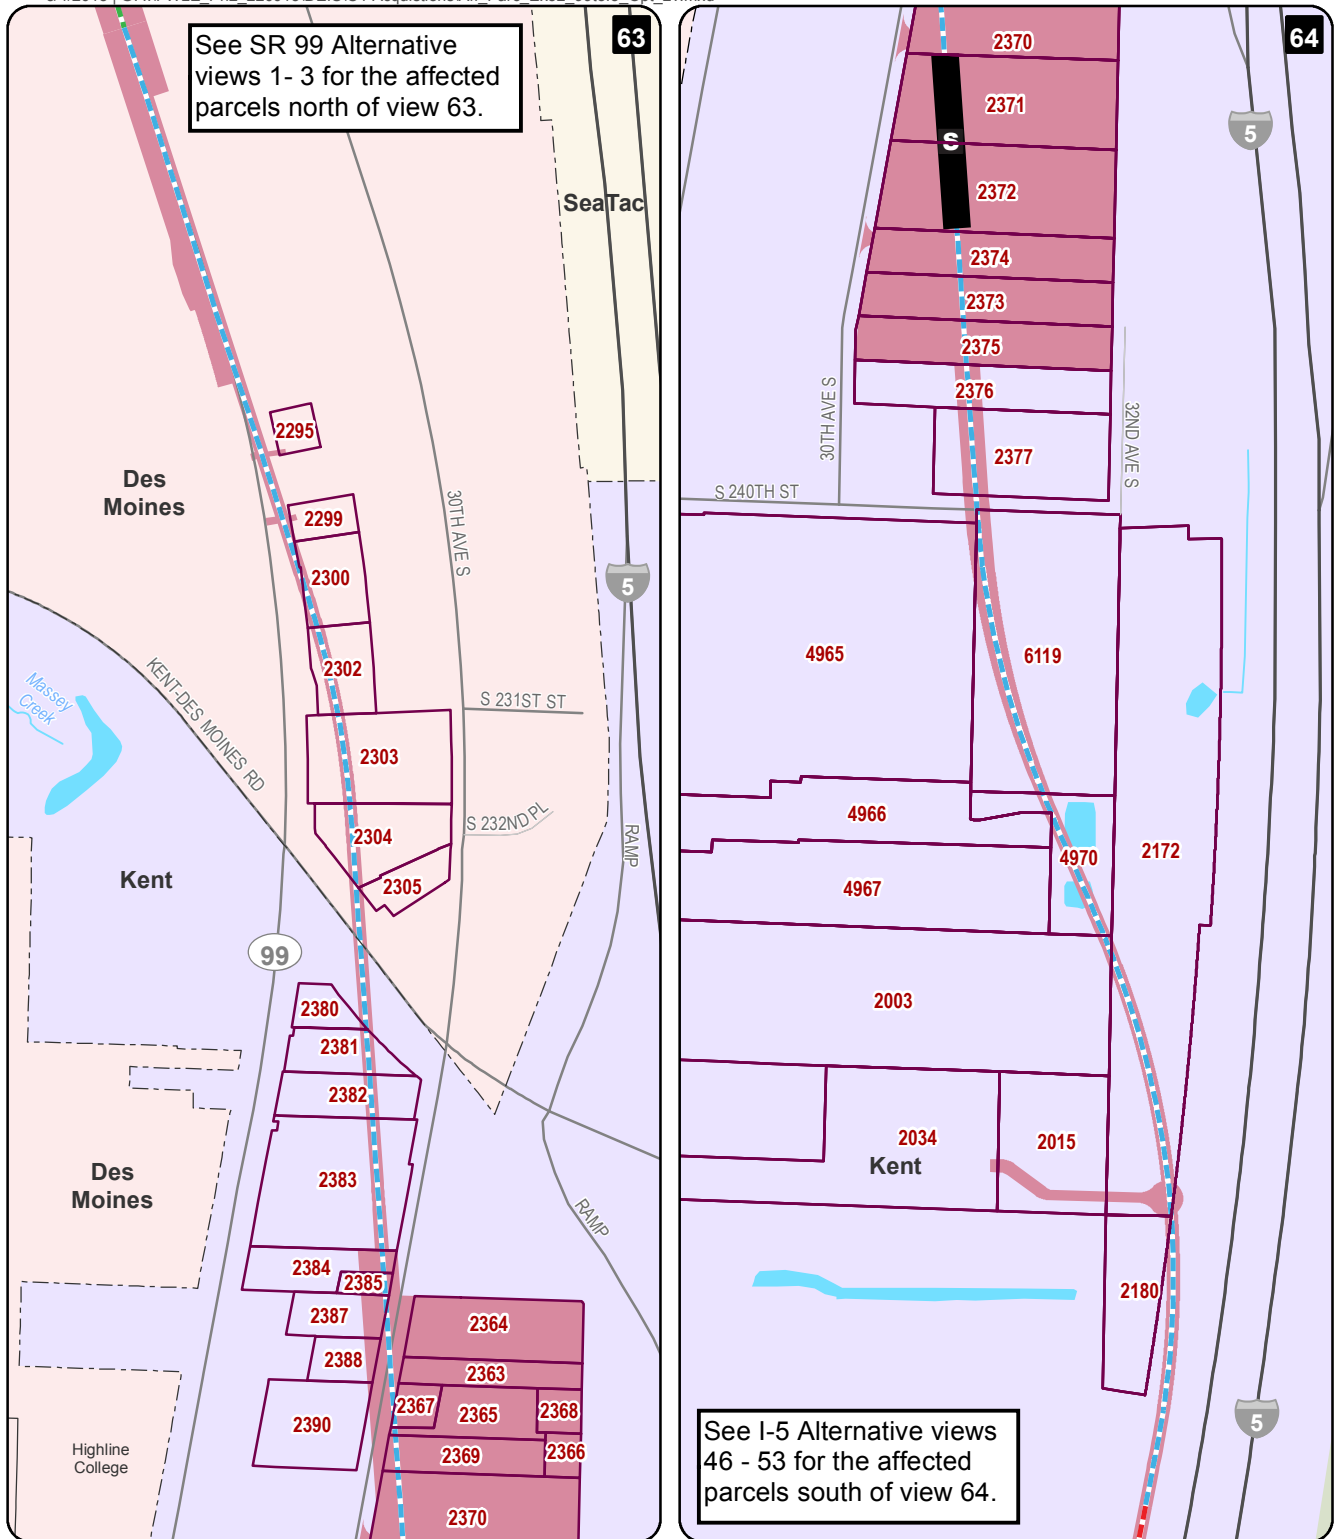 See SR 99 Alternative
views 1- 3 for the affected
parcels north of view 63.
63
SeaTac
2295
Des
Moines
2299
30TH AVE S
2300
5
2302
Massey
Creek
KENT-DES MOINES RD
S 231ST ST
2303
S 232ND PL
2304
RAMP
2305
Kent
99
2380
2381
2382
Des
Moines
2383
RAMP
2384
2385
2387
2364
2388
2363
2367
2365
2368
2390
2369
2366
Highline
College
2370
64
2370
2371
5
S
2372
2374
2373
2375
2376
30TH AVE S
32ND AVE S
2377
S 240TH ST
4965
6119
4966
4970
2172
4967
2003
2034
2015
Kent
2180
See I-5 Alternative views
46 - 53 for the affected
parcels south of view 64.
5